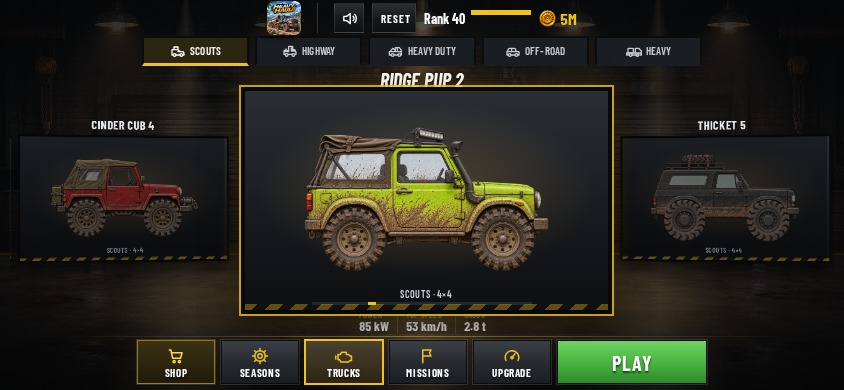 RESET
Rank 40
5M
SCOUTS
HIGHWAY
HEAVY DUTY
OFF-ROAD
HEAVY
RIDGE PUP 2
CINDER CUB 4
THICKET 5
SCOUTS · 4×4
SCOUTS · 4×4
SCOUTS · 4×4
85 kW
53 km/h
2.8 t
SHOP
SEASONS
TRUCKS
MISSIONS
UPGRADE
PLAY